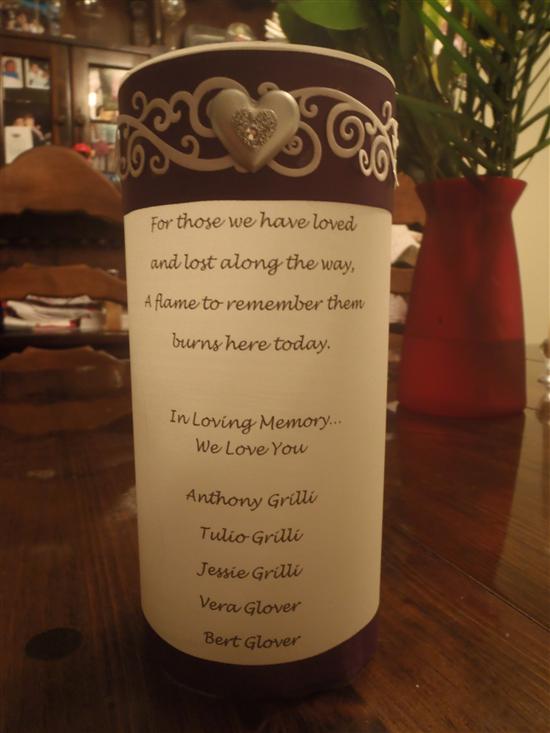 For those we have loved
and lost along the way,
A flame to remember them
burns here today.
In Loving Memory...
We Love You
Anthony Grilli
Tulio Grilli
Jessie Grilli
Vera Glover
Bert Glover